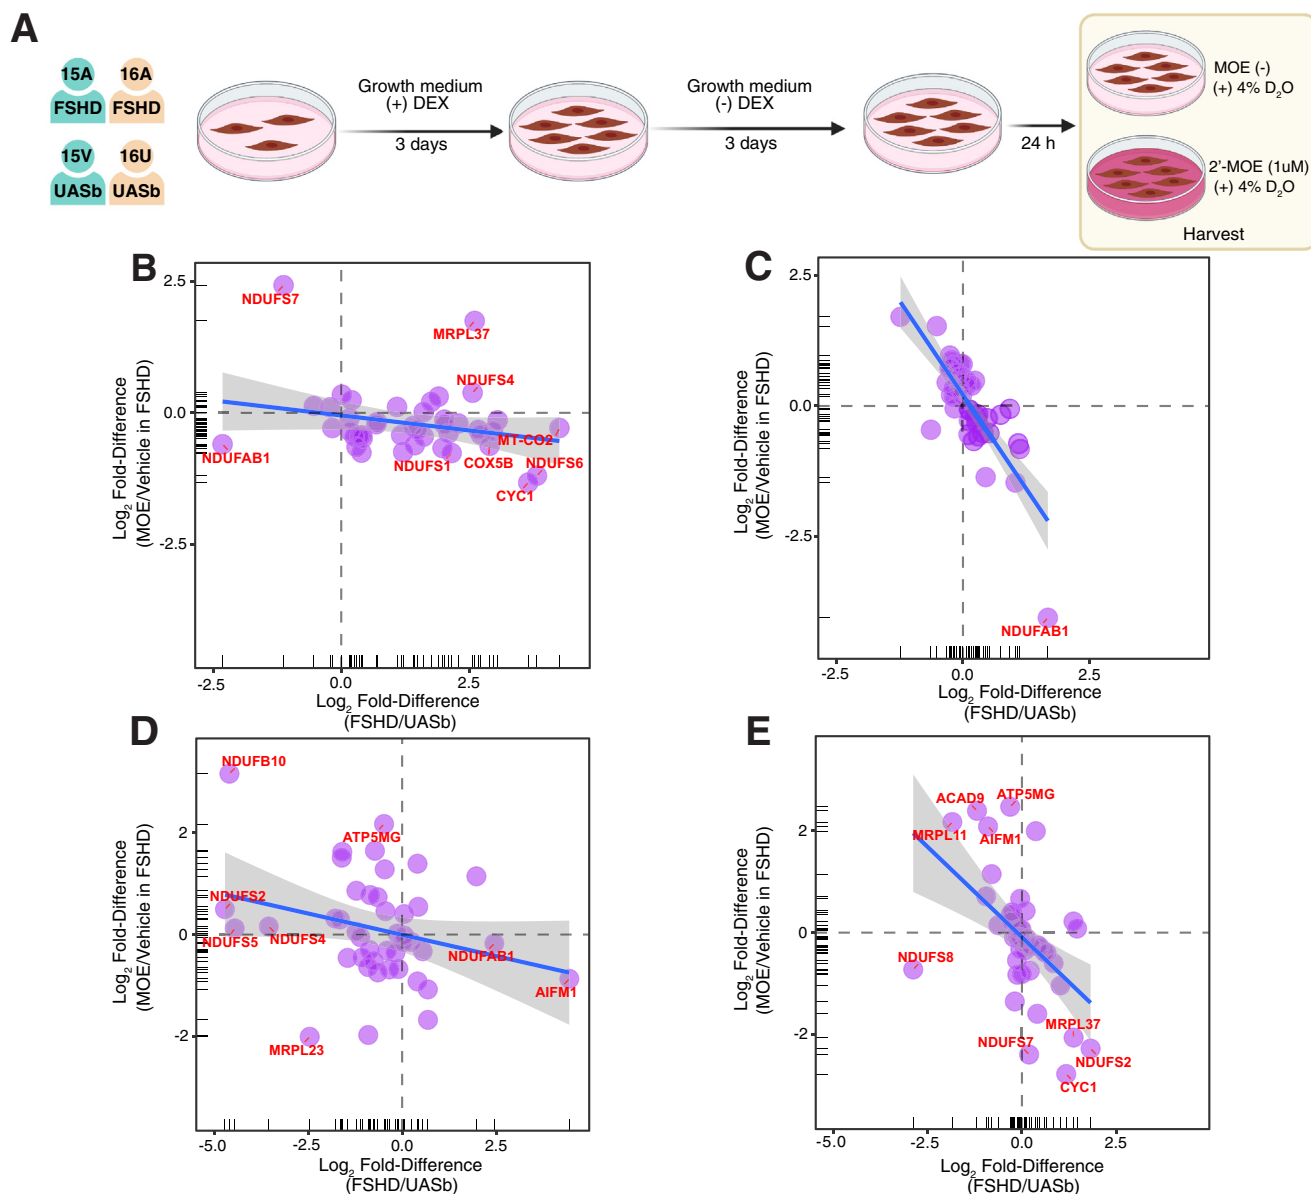 A
15A
FSHD
16A
FSHD
15V
UASb
16U
UASb
Growth medium
(+) DEX
3 days
Growth medium
(-) DEX
3 days
24 h
MOE (-)
(+) 4% D₂O
2'-MOE (1uM)
(+) 4% D₂O
Harvest
B
Log₂ Fold-Difference
(MOE/Vehicle in FSHD)
2.5
0.0
-2.5
NDUFS7
MRPL37
NDUFS4
NDUFAB1
MT-CO2
NDUFS1
COX5B
NDUFS6
CYC1
-2.5
0.0
2.5
Log₂ Fold-Difference
(FSHD/UASb)
C
Log₂ Fold-Difference
(MOE/Vehicle in FSHD)
2.5
0.0
-2.5
NDUFAB1
-2.5
0.0
2.5
Log₂ Fold-Difference
(FSHD/UASb)
D
Log₂ Fold-Difference
(MOE/Vehicle in FSHD)
2
0
-2
NDUFB10
ATP5MG
NDUFS2
NDUFS5
NDUFS4
NDUFAB1
AIFM1
MRPL23
-5.0
-2.5
0.0
2.5
Log₂ Fold-Difference
(FSHD/UASb)
E
Log₂ Fold-Difference
(MOE/Vehicle in FSHD)
2
0
-2
ACAD9
ATP5MG
MRPL11
AIFM1
NDUFS8
MRPL37
NDUFS7
NDUFS2
CYC1
-5.0
-2.5
0.0
2.5
Log₂ Fold-Difference
(FSHD/UASb)